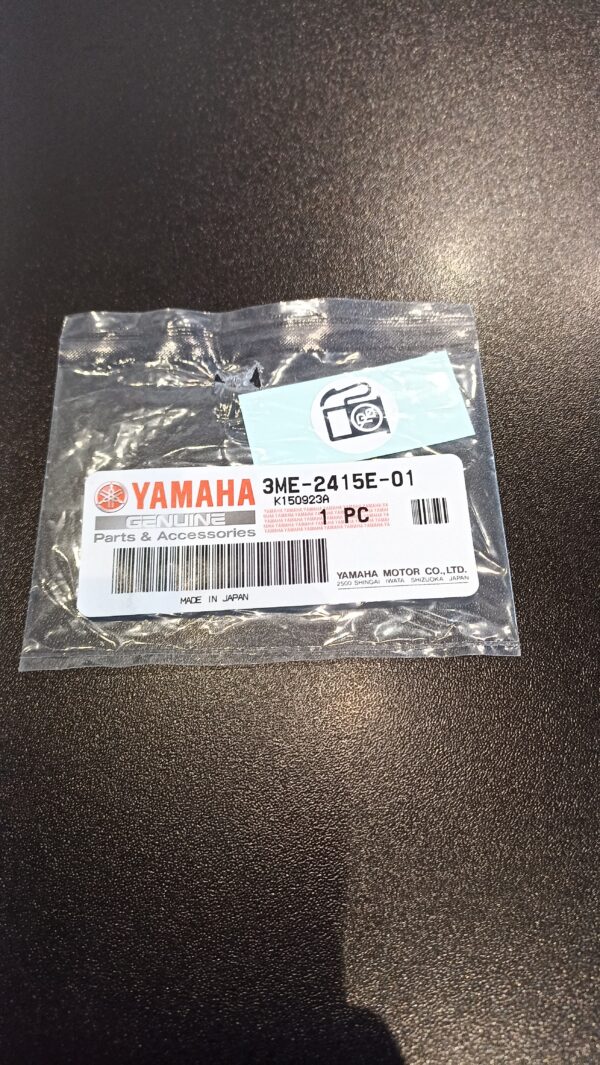 YAMAHA
GENUINE
Parts & Accessories
3ME-2415E-01
K150923A
1 PC
YAMAHA MOTOR CO.,LTD.
2500 SHINGAI IWATA SHIZUOKA JAPAN
MADE IN JAPAN